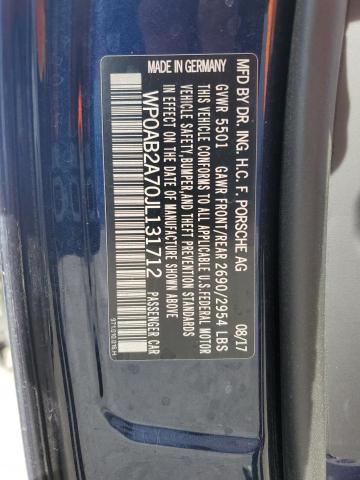 MFD BY DR. ING. H.C. F. PORSCHE AG 08/17
GVWR 5501 GAWR FRONT/REAR 2690/2954 LBS
THIS VEHICLE CONFORMS TO ALL APPLICABLE U.S.FEDERAL MOTOR
VEHICLE SAFETY,BUMPER,AND THEFT PREVENTION STANDARDS
IN EFFECT ON THE DATE OF MANUFACTURE SHOWN ABOVE
WP0AB2A70JL131712 PASSENGER CAR
MADE IN GERMANY